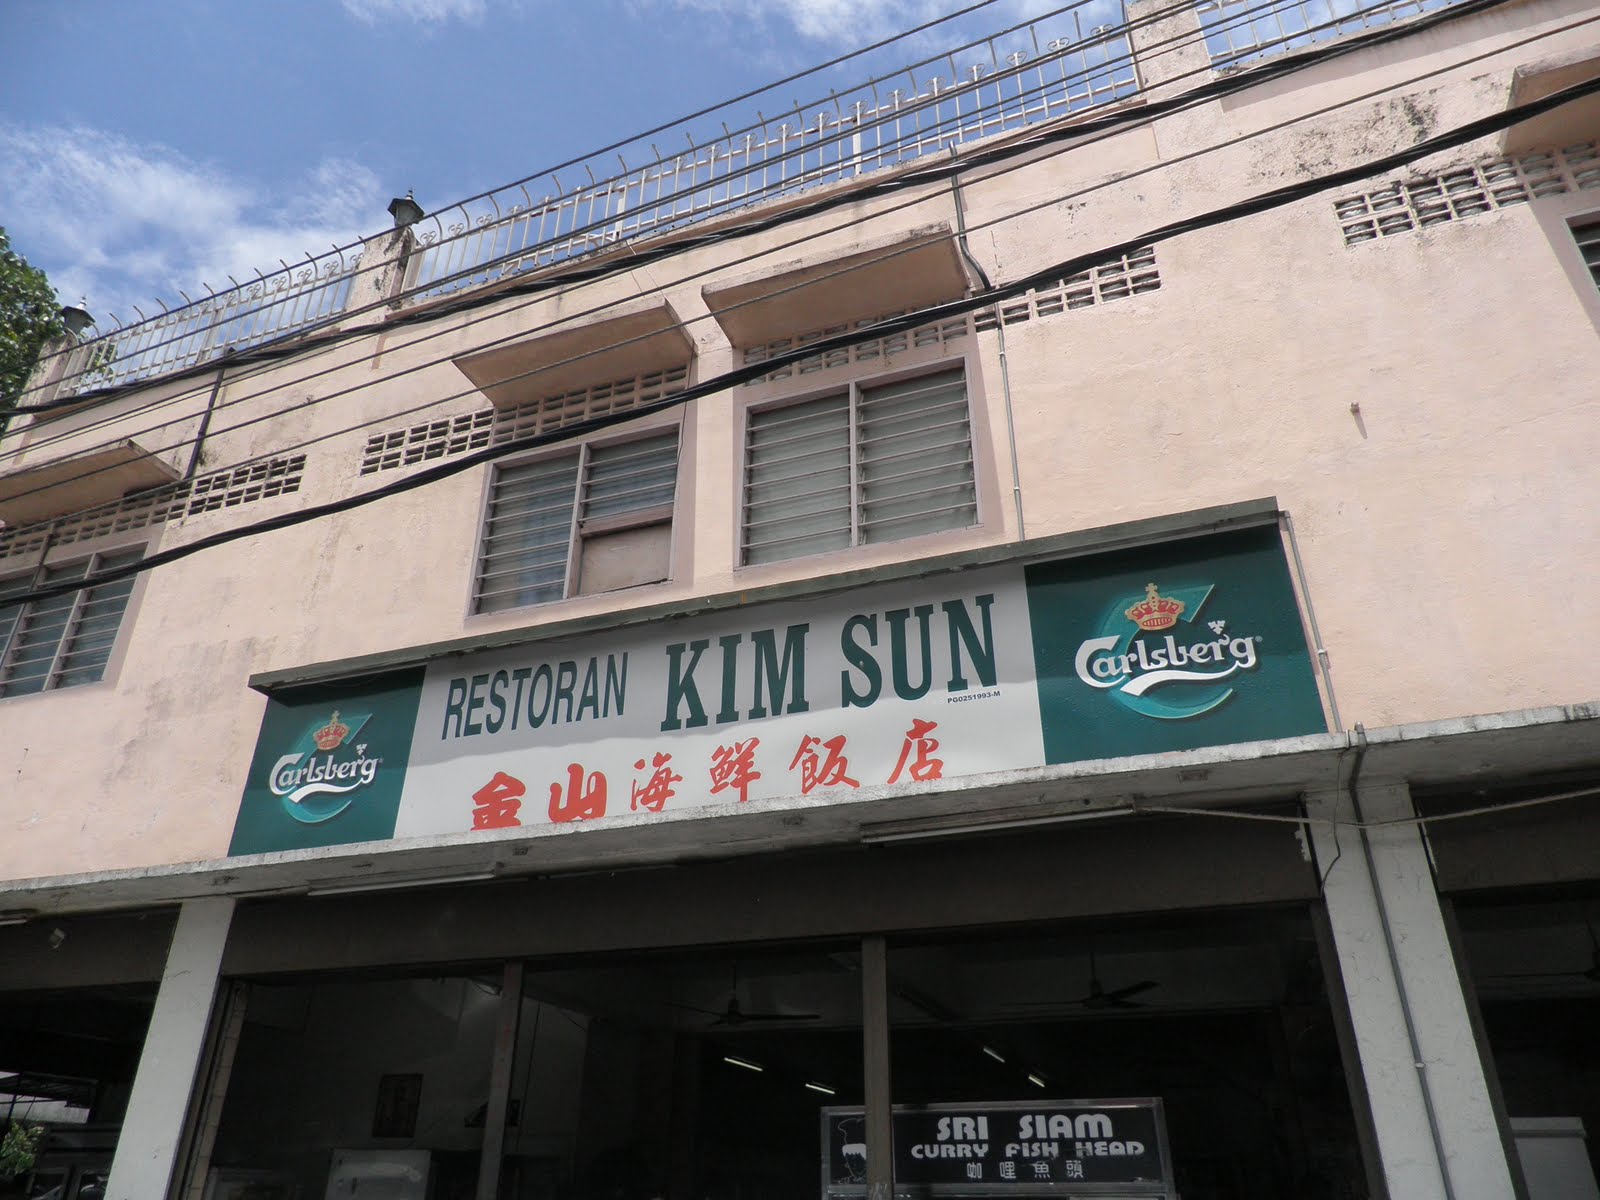 RESTORAN KIM SUN
PG0251993-M
金山海鮮飯店
Carlsberg
Carlsberg
SRI SIAM
CURRY FISH HEAD
咖哩魚頭